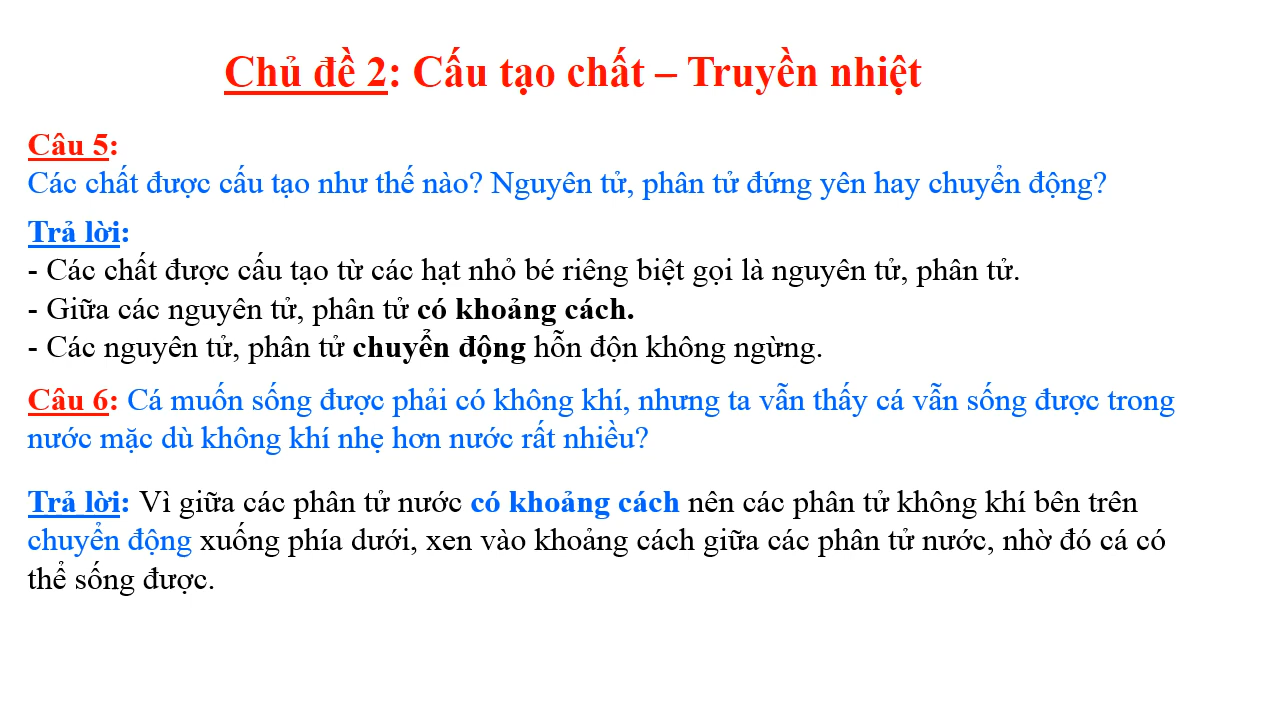 Chủ đề 2: Cấu tạo chất – Truyền nhiệt
Câu 5:
Các chất được cấu tạo như thế nào? Nguyên tử, phân tử đứng yên hay chuyển động?
Trả lời:
- Các chất được cấu tạo từ các hạt nhỏ bé riêng biệt gọi là nguyên tử, phân tử.
- Giữa các nguyên tử, phân tử có khoảng cách.
- Các nguyên tử, phân tử chuyển động hỗn độn không ngừng.
Câu 6: Cá muốn sống được phải có không khí, nhưng ta vẫn thấy cá vẫn sống được trong
nước mặc dù không khí nhẹ hơn nước rất nhiều?
Trả lời: Vì giữa các phân tử nước có khoảng cách nên các phân tử không khí bên trên
chuyển động xuống phía dưới, xen vào khoảng cách giữa các phân tử nước, nhờ đó cá có
thể sống được.